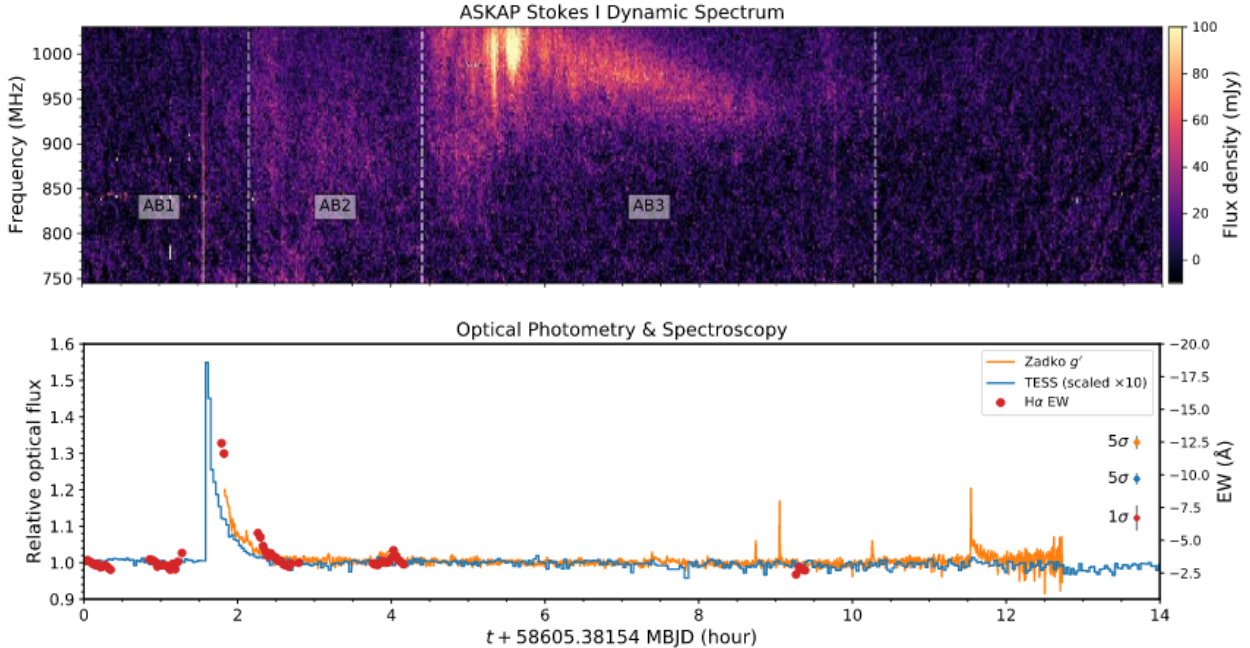 ASKAP Stokes I Dynamic Spectrum
Frequency (MHz)
1000
950
900
850
800
750
AB1
AB2
AB3
100
80
60
40
20
0
Flux density (mJy)
Optical Photometry & Spectroscopy
Relative optical flux
1.6
1.5
1.4
1.3
1.2
1.1
1.0
0.9
Zadko g′
TESS (scaled ×10)
Hα EW
5σ
5σ
1σ
−20.0
−17.5
−15.0
−12.5
−10.0
−7.5
−5.0
−2.5
EW (Å)
0 2 4 6 8 10 12 14
t + 58605.38154 MBJD (hour)